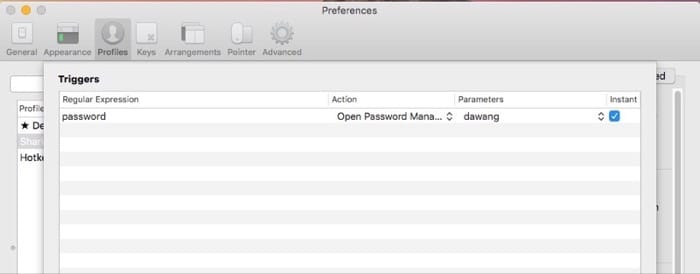 Preferences
General Appearance Profiles Keys Arrangements Pointer Advanced
Triggers
Regular Expression Action Parameters Instant
password Open Password Mana... dawang
ed
Profile
★ De
Shar
Hotke